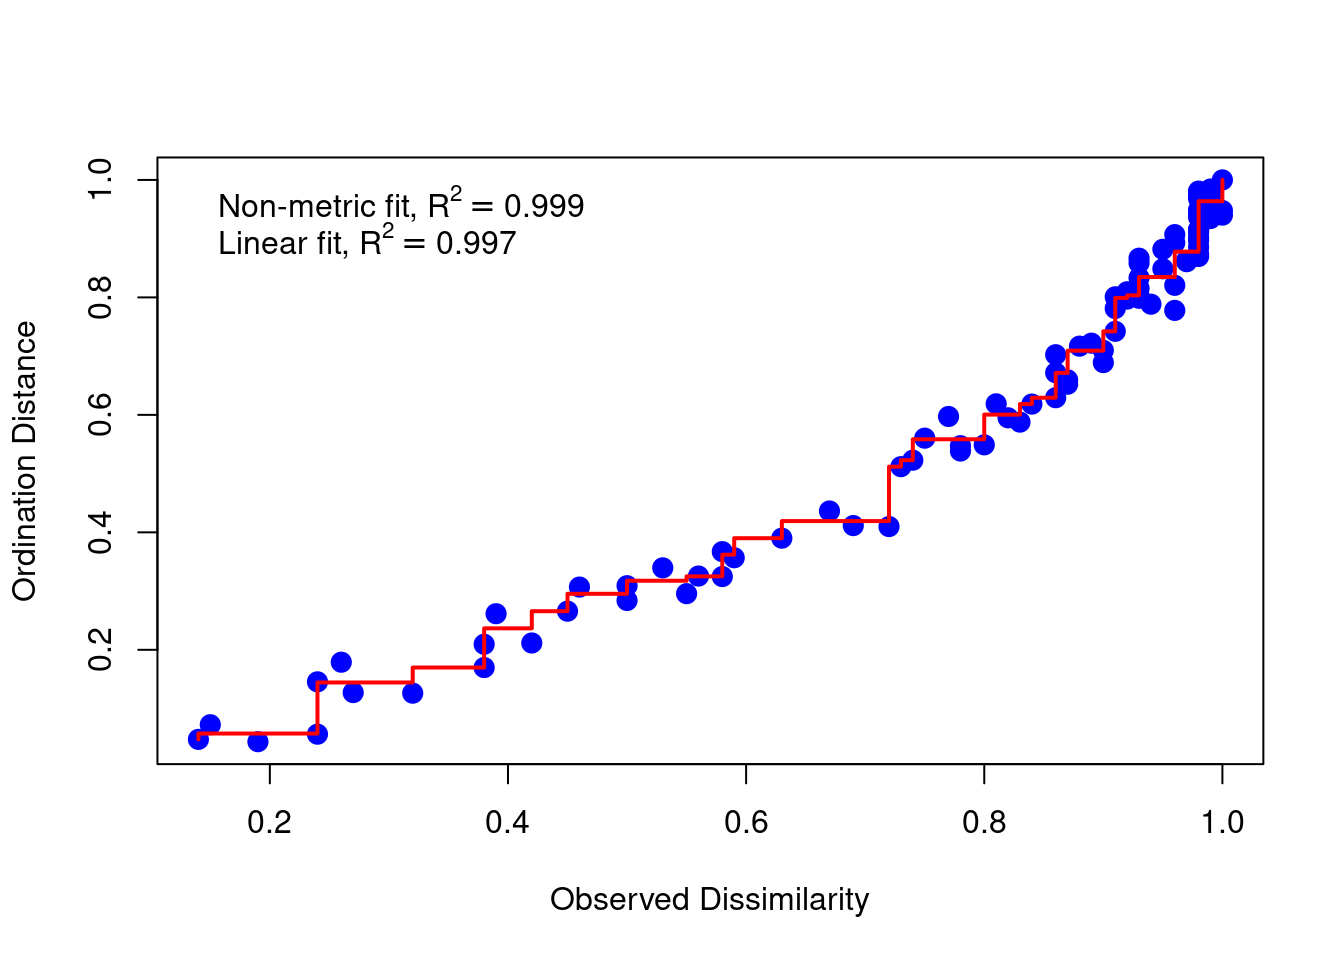 Non-metric fit, R² = 0.999
Linear fit, R² = 0.997
1.0
0.8
0.6
0.4
0.2
Ordination Distance
0.2 0.4 0.6 0.8 1.0
Observed Dissimilarity